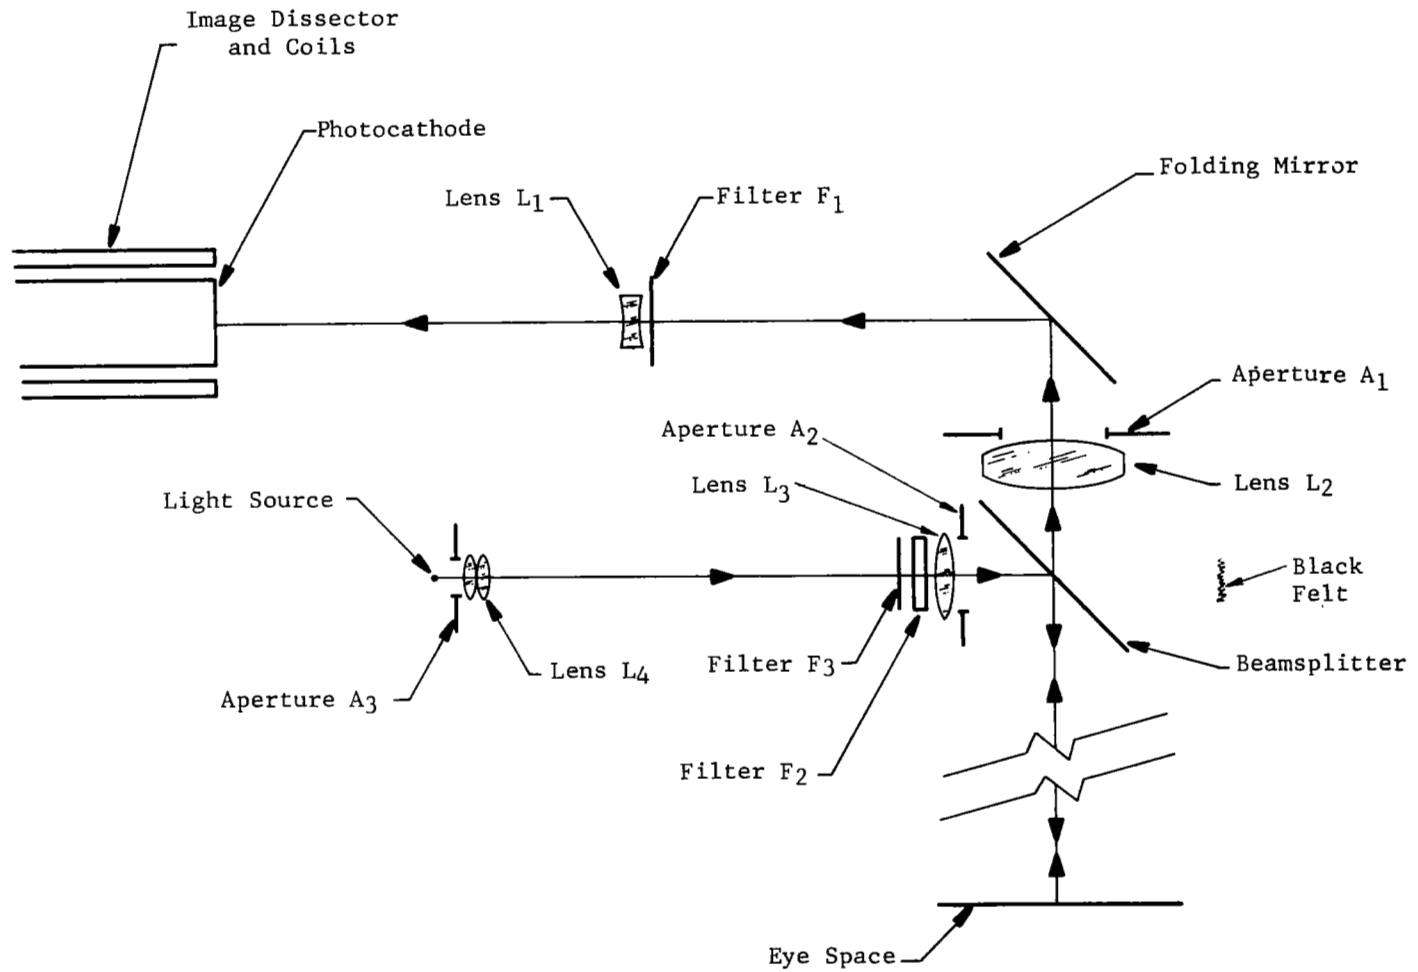 Image Dissector
and Coils
Photocathode
Lens L1
Filter F1
Folding Mirror
Aperture A1
Aperture A2
Lens L3
Lens L2
Light Source
Black
Felt
Filter F3
Beamsplitter
Lens L4
Aperture A3
Filter F2
Eye Space